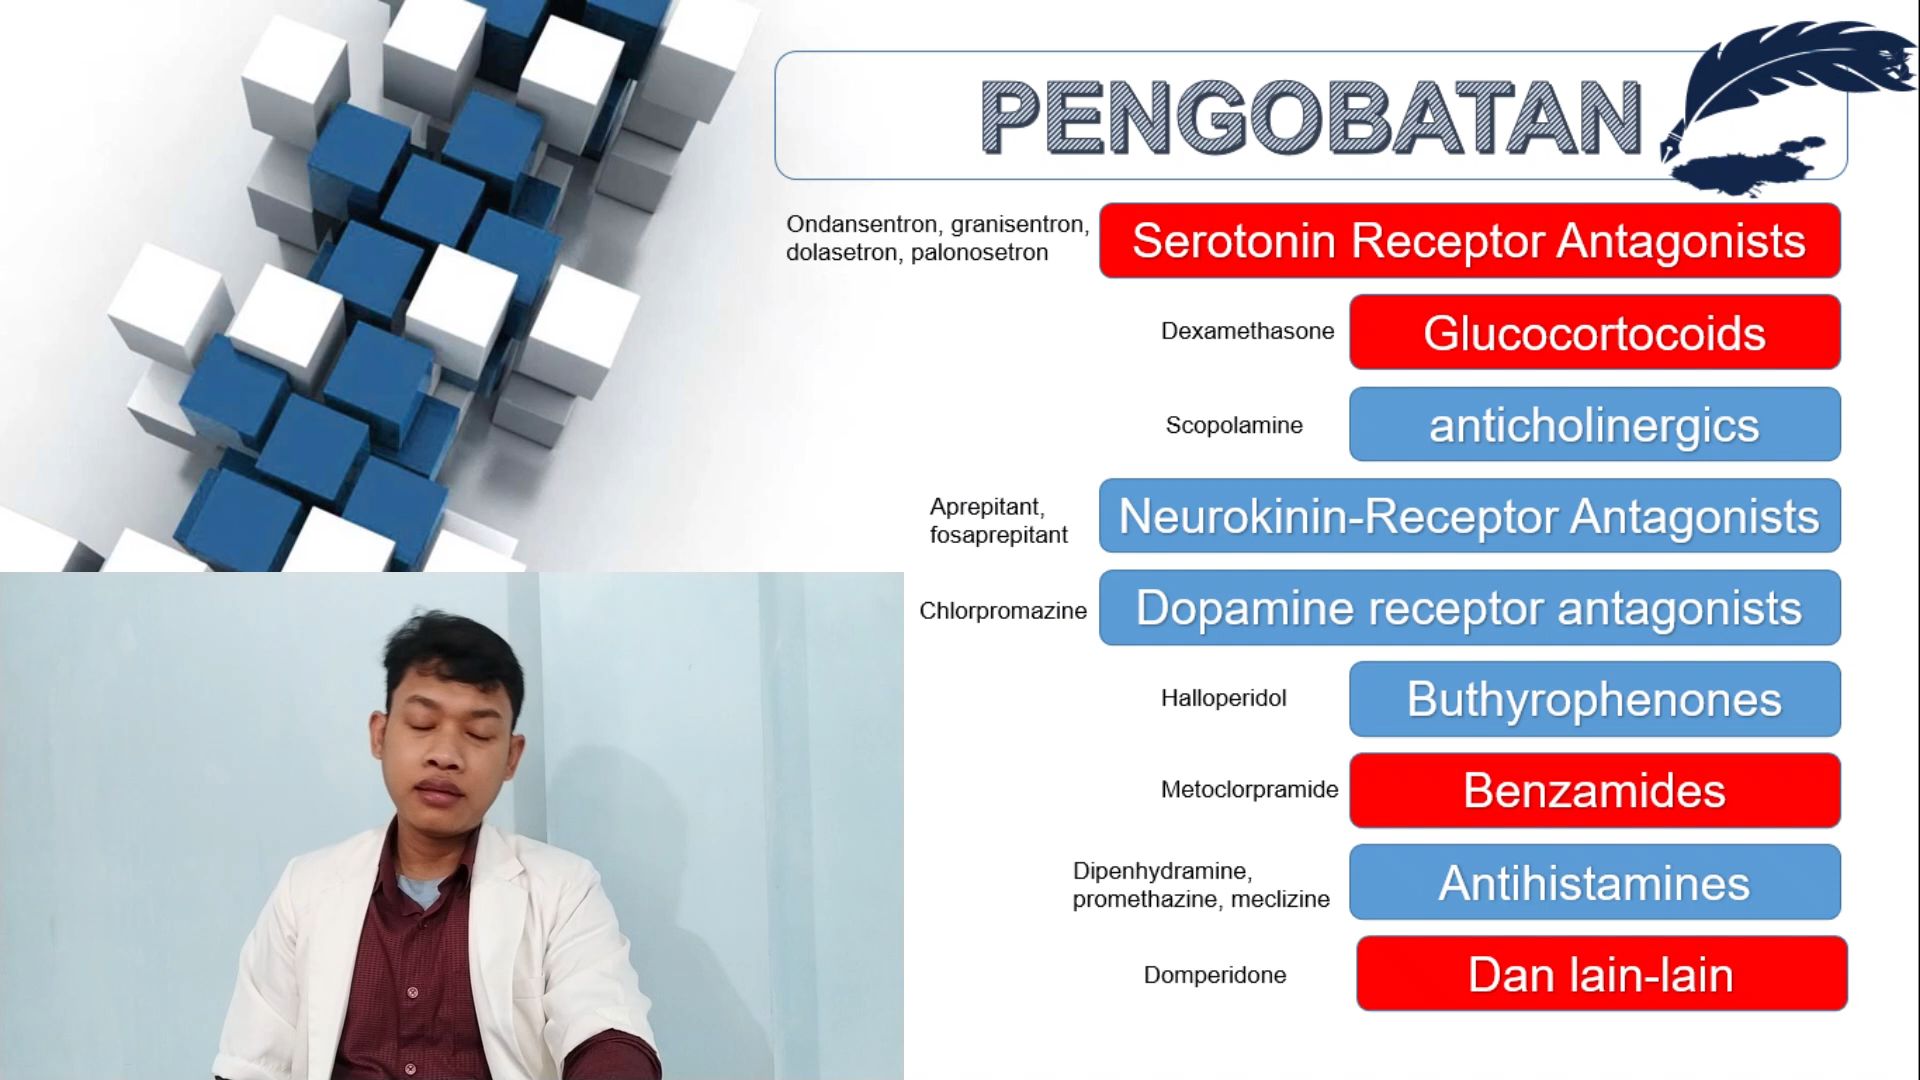 PENGOBATAN
Ondansentron, granisentron,
dolasetron, palonosetron
Serotonin Receptor Antagonists
Dexamethasone
Glucocortocoids
Scopolamine
anticholinergics
Aprepitant,
fosaprepitant
Neurokinin-Receptor Antagonists
Chlorpromazine
Dopamine receptor antagonists
Halloperidol
Buthyrophenones
Metoclorpramide
Benzamides
Dipenhydramine,
promethazine, meclizine
Antihistamines
Domperidone
Dan lain-lain